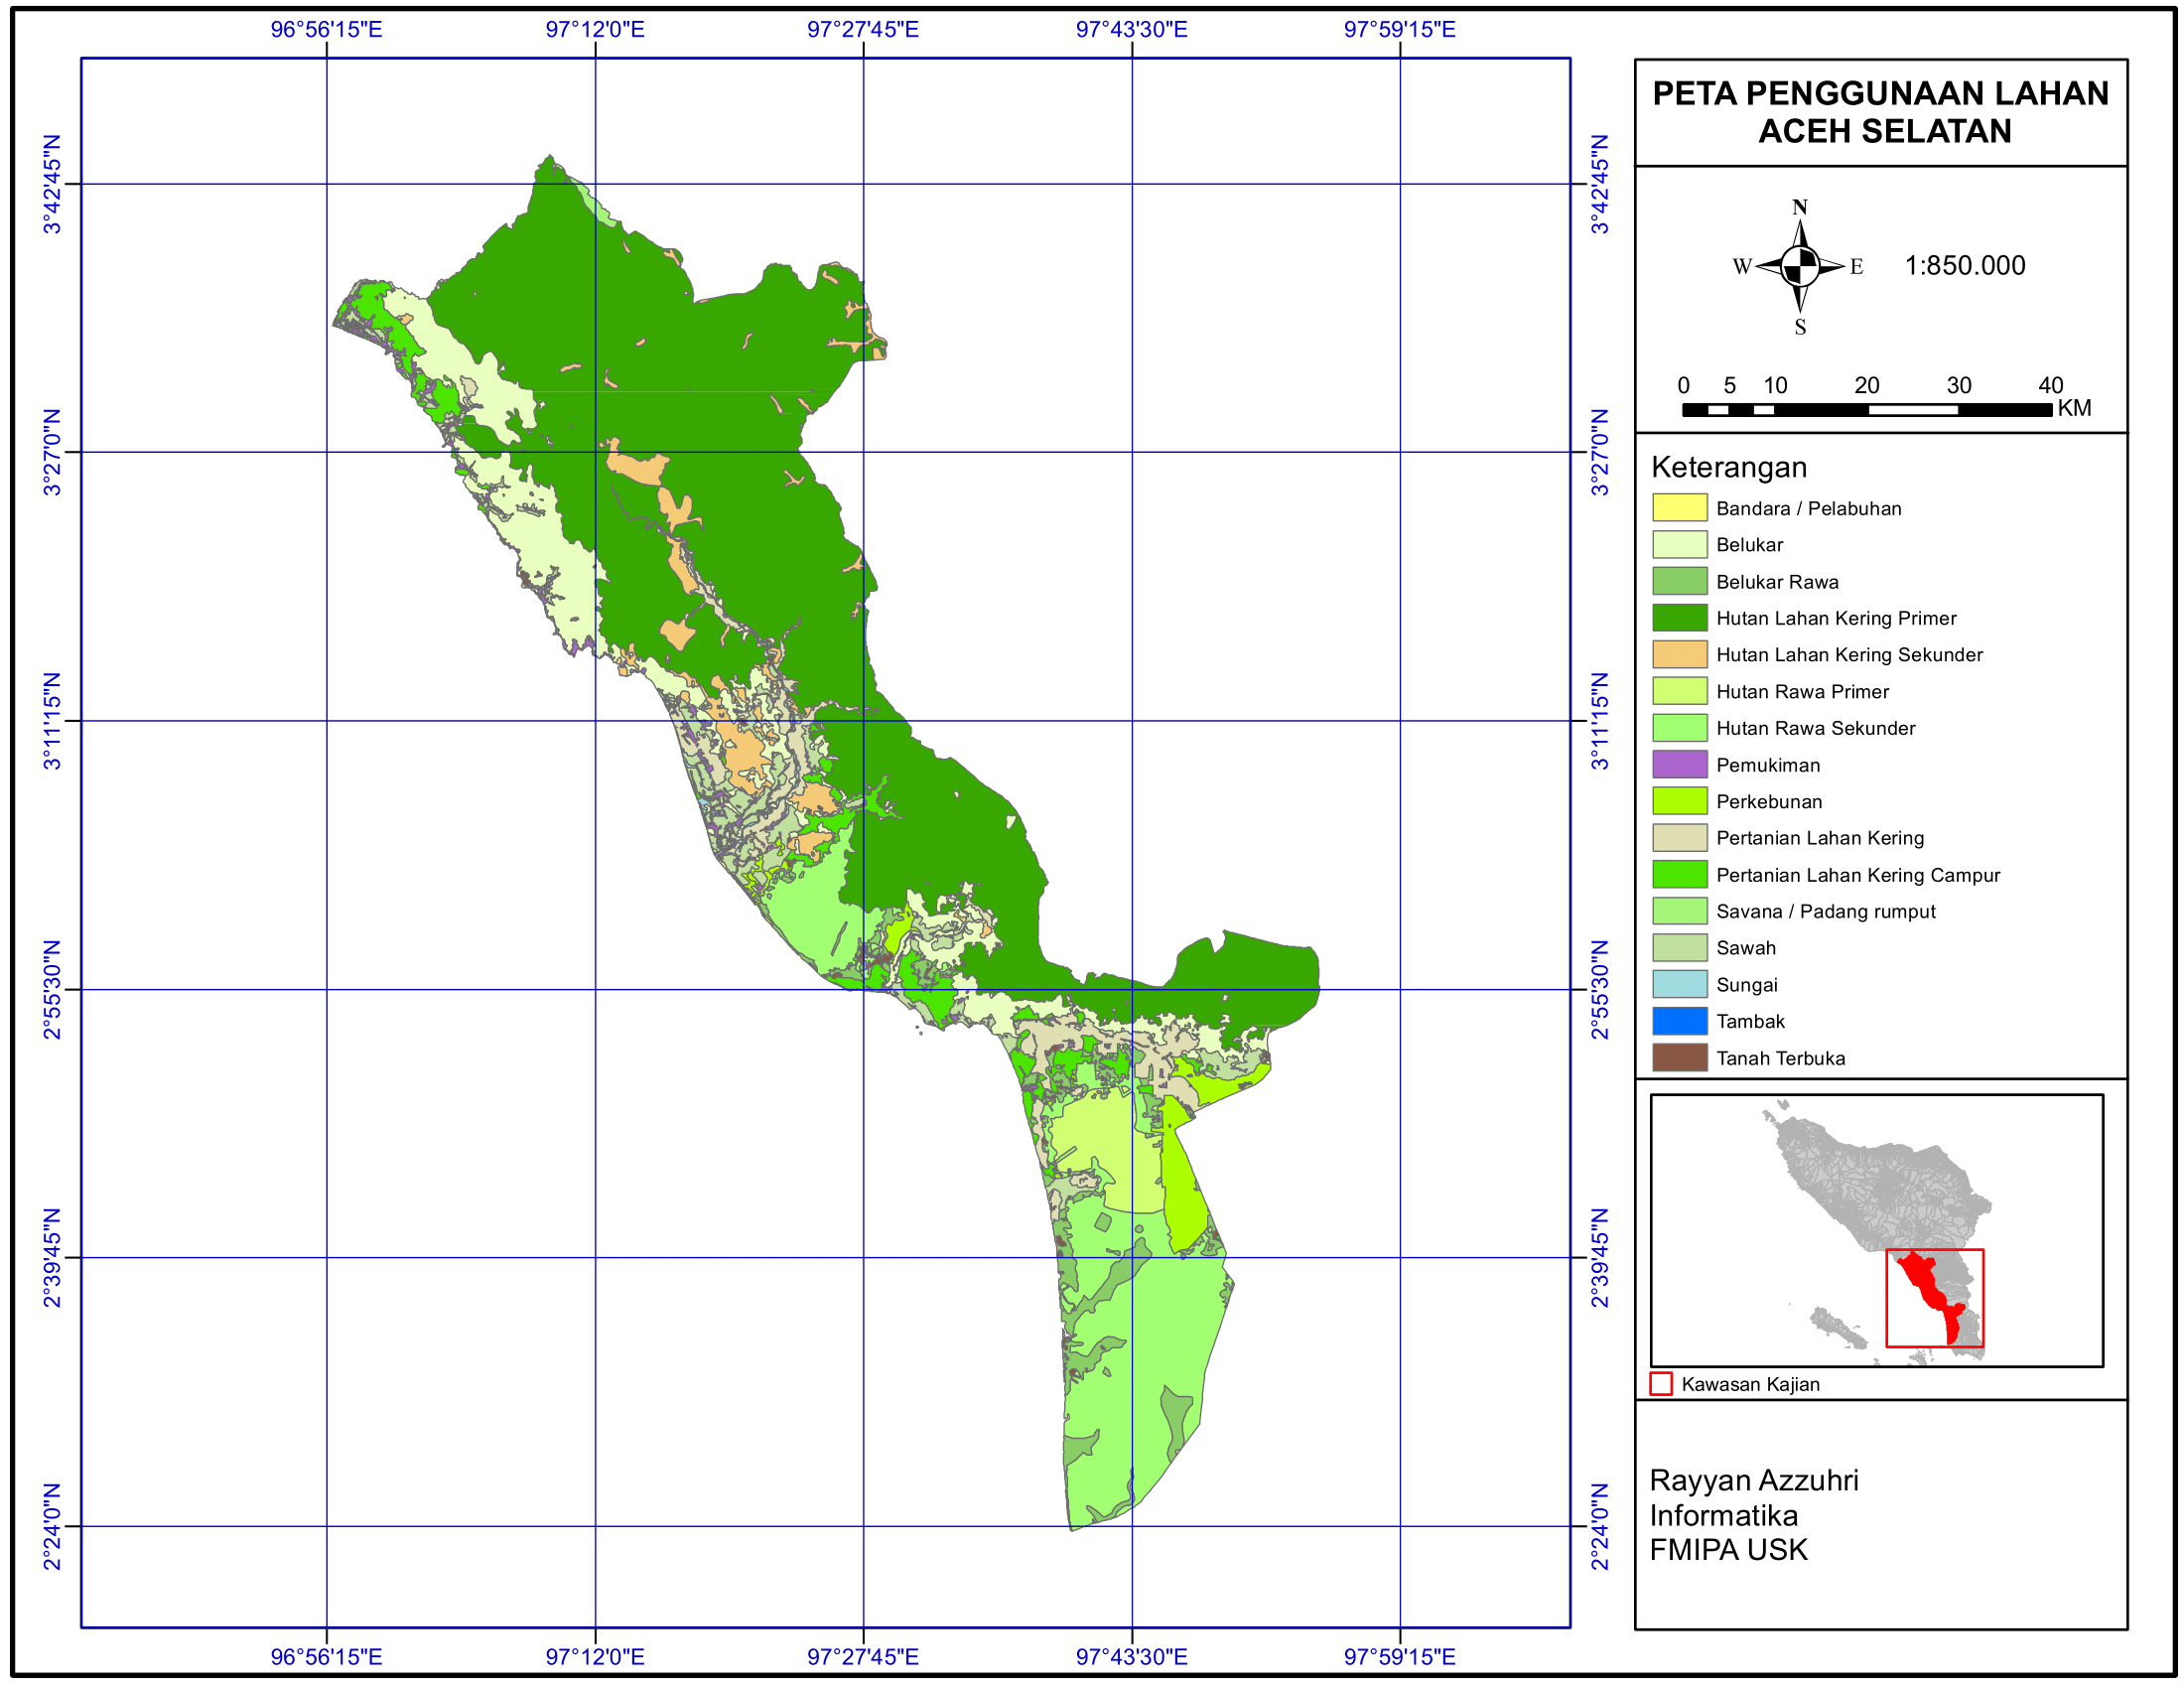 96°56'15"E 97°12'0"E 97°27'45"E 97°43'30"E 97°59'15"E
3°42'45"N 3°42'45"N
3°27'0"N 3°27'0"N
3°11'15"N 3°11'15"N
2°55'30"N 2°55'30"N
2°39'45"N 2°39'45"N
2°24'0"N 2°24'0"N
96°56'15"E 97°12'0"E 97°27'45"E 97°43'30"E 97°59'15"E
PETA PENGGUNAAN LAHAN
ACEH SELATAN
N
W E
S
1:850.000
0 5 10 20 30 40
KM
Keterangan
Bandara / Pelabuhan
Belukar
Belukar Rawa
Hutan Lahan Kering Primer
Hutan Lahan Kering Sekunder
Hutan Rawa Primer
Hutan Rawa Sekunder
Pemukiman
Perkebunan
Pertanian Lahan Kering
Pertanian Lahan Kering Campur
Savana / Padang rumput
Sawah
Sungai
Tambak
Tanah Terbuka
Kawasan Kajian
Rayyan Azzuhri
Informatika
FMIPA USK